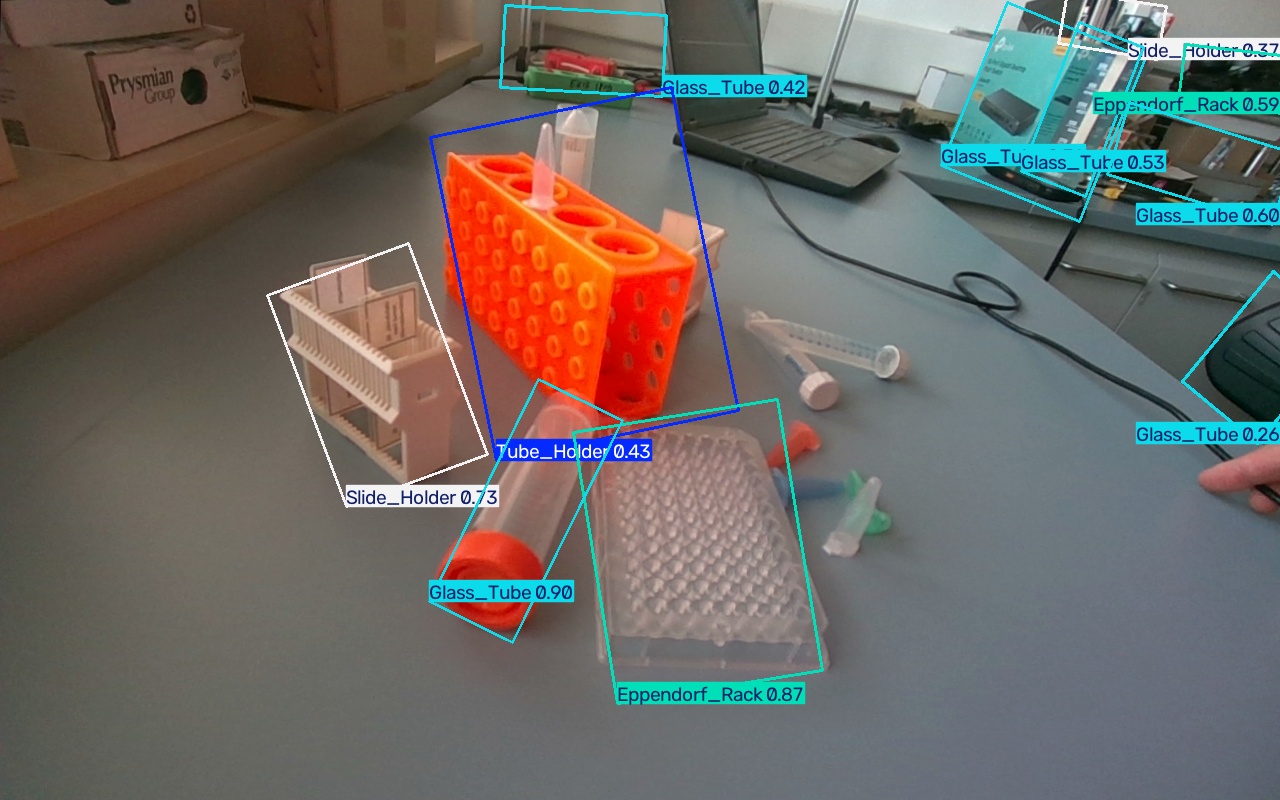 Prysmian
Group
Glass_Tube 0.42
Slide_Holder 0.37
Eppendorf_Rack 0.59
Glass_Tu
Glass_Tube 0.53
Glass_Tube 0.60
Glass_Tube 0.26
Tube_Holder 0.43
Slide_Holder 0.73
Glass_Tube 0.90
Eppendorf_Rack 0.87